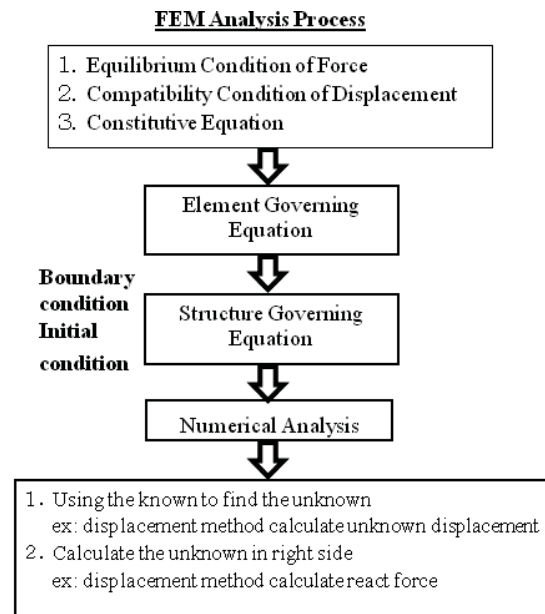 FEM Analysis Process
1. Equilibrium Condition of Force
2. Compatibility Condition of Displacement
3. Constitutive Equation
Element Governing
Equation
Boundary
condition
Initial
condition
Structure Governing
Equation
Numerical Analysis
1. Using the known to find the unknown
ex: displacement method calculate unknown displacement
2. Calculate the unknown in right side
ex: displacement method calculate react force